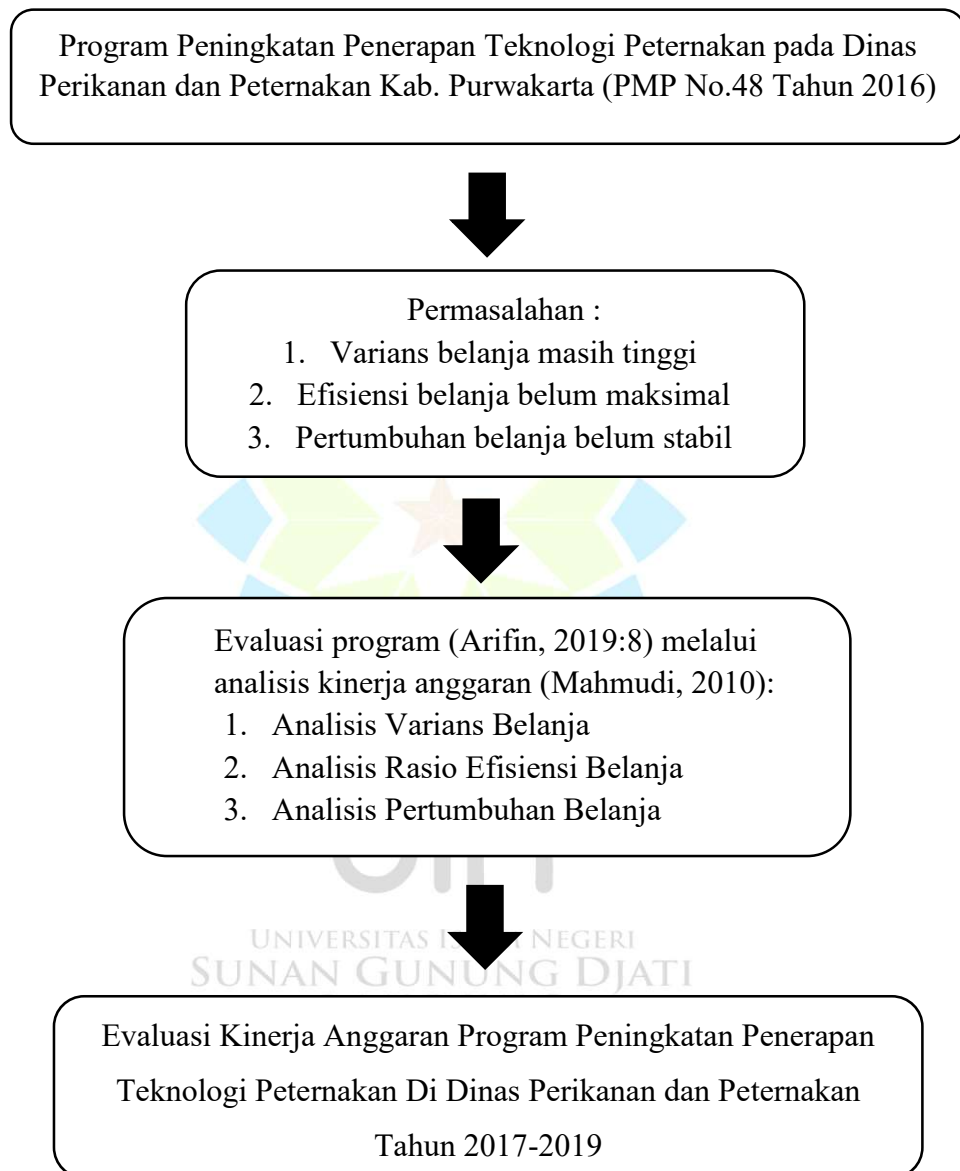 Program Peningkatan Penerapan Teknologi Peternakan pada Dinas
Perikanan dan Peternakan Kab. Purwakarta (PMP No.48 Tahun 2016)
Permasalahan :
1. Varians belanja masih tinggi
2. Efisiensi belanja belum maksimal
3. Pertumbuhan belanja belum stabil
Evaluasi program (Arifin, 2019:8) melalui
analisis kinerja anggaran (Mahmudi, 2010):
1. Analisis Varians Belanja
2. Analisis Rasio Efisiensi Belanja
3. Analisis Pertumbuhan Belanja
UNIVERSITAS NEGERI
SUNAN GUNUNG DJATI
Evaluasi Kinerja Anggaran Program Peningkatan Penerapan
Teknologi Peternakan Di Dinas Perikanan dan Peternakan
Tahun 2017-2019